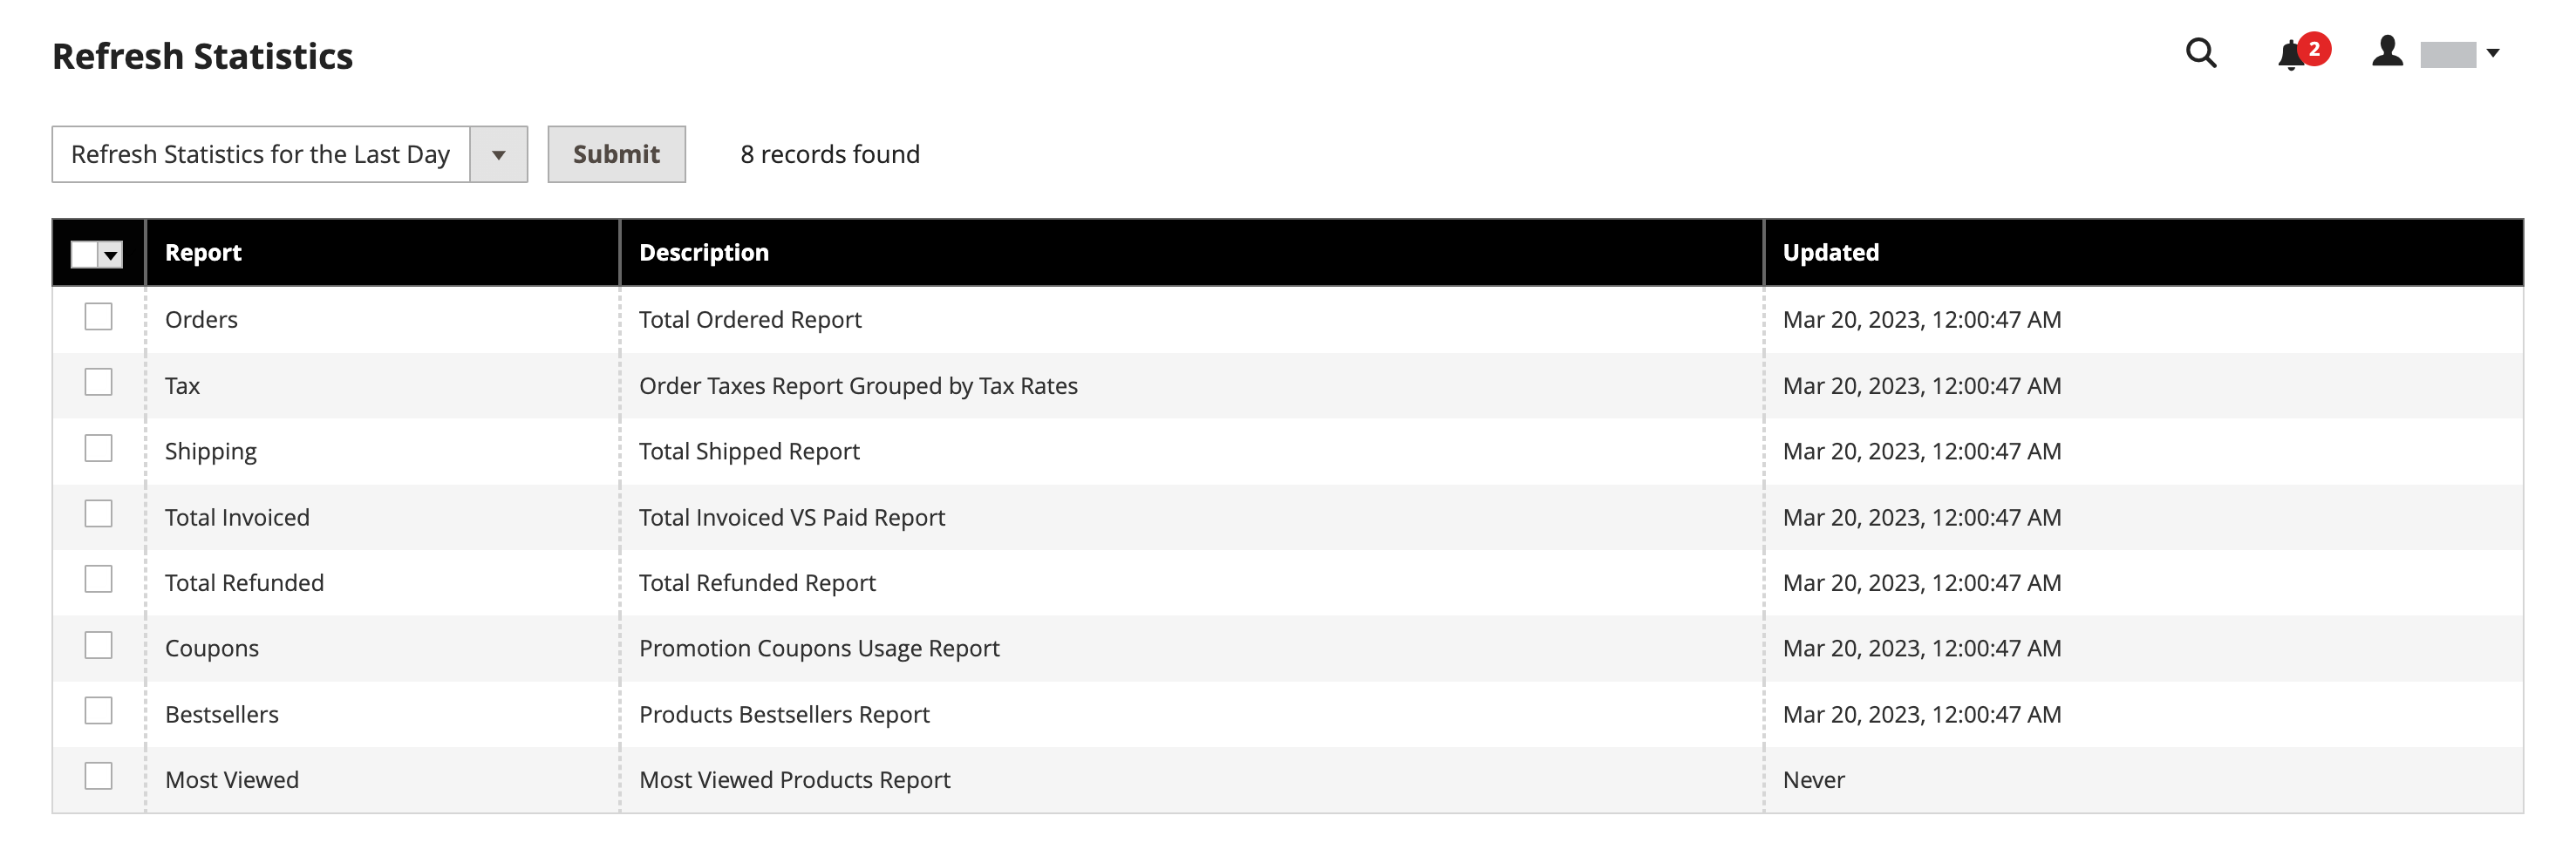 Refresh Statistics
2
Refresh Statistics for the Last Day
Submit
8 records found
Report Description Updated
Orders Total Ordered Report Mar 20, 2023, 12:00:47 AM
Tax Order Taxes Report Grouped by Tax Rates Mar 20, 2023, 12:00:47 AM
Shipping Total Shipped Report Mar 20, 2023, 12:00:47 AM
Total Invoiced Total Invoiced VS Paid Report Mar 20, 2023, 12:00:47 AM
Total Refunded Total Refunded Report Mar 20, 2023, 12:00:47 AM
Coupons Promotion Coupons Usage Report Mar 20, 2023, 12:00:47 AM
Bestsellers Products Bestsellers Report Mar 20, 2023, 12:00:47 AM
Most Viewed Most Viewed Products Report Never